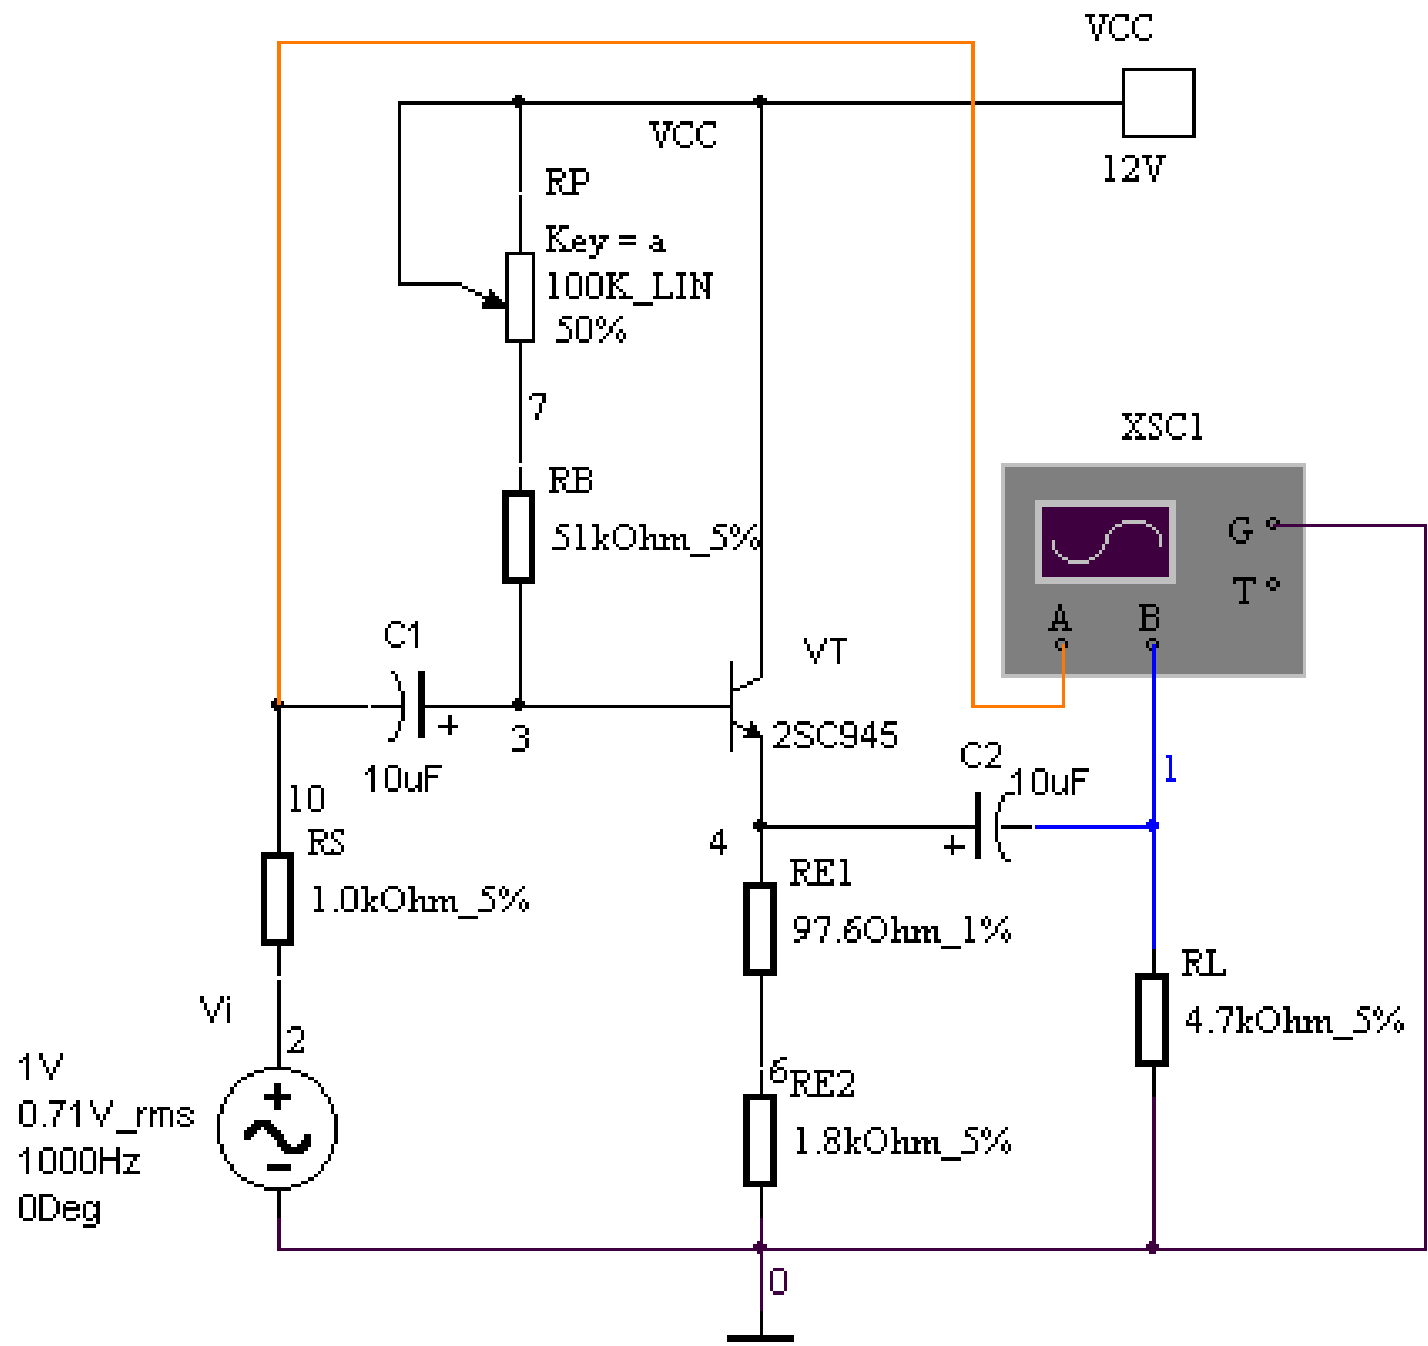 VCC
12V
VCC
RP
Key = a
100K_LIN
50%
7
RB
51kOhm_5%
XSC1
G
T
A
B
C1
+
10uF
3
VT
2SC945
C2
10uF
+
1
4
10
RS
1.0kOhm_5%
RE1
97.6Ohm_1%
RL
4.7kOhm_5%
Vi
2
1V
0.71V_rms
1000Hz
0Deg
+
6
RE2
1.8kOhm_5%
0